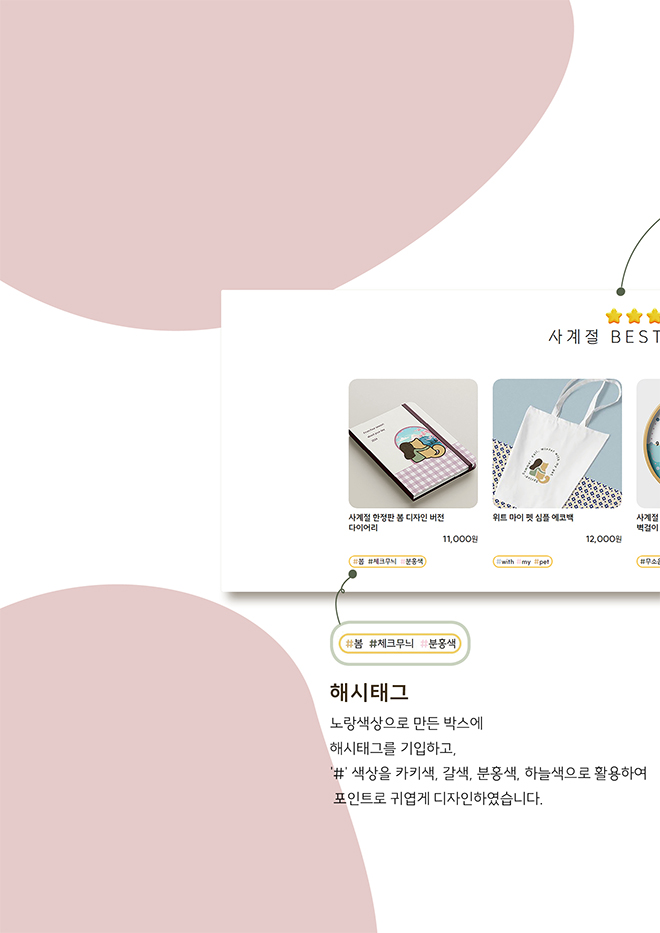 사계절 BEST
사계절 한정판 봄 디자인 버전
다이어리
11,000원
#봄 #체크무늬 #분홍색
위트 마이 펫 심플 에코백
12,000원
#with #my #pet
사계절
벽걸이
#무소음
#봄 #체크무늬 #분홍색
해시태그
노랑색상으로 만든 박스에
해시태그를 기입하고,
'#' 색상을 카키색, 갈색, 분홍색, 하늘색으로 활용하여
포인트로 귀엽게 디자인하였습니다.